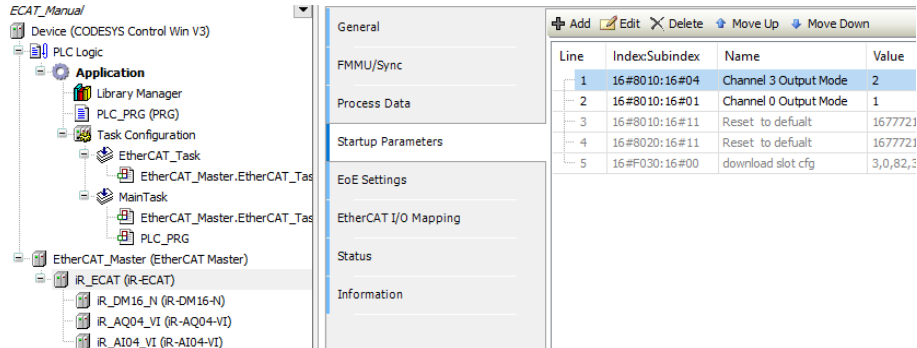 ECAT_Manual
Device (CODESYS Control Win V3)
PLC Logic
Application
Library Manager
PLC_PRG (PRG)
Task Configuration
EtherCAT_Task
EtherCAT_Master.EtherCAT_Tas
MainTask
EtherCAT_Master.EtherCAT_Tas
PLC_PRG
EtherCAT_Master (EtherCAT Master)
iR_ECAT (iR-ECAT)
iR_DM16_N (iR-DM16-N)
iR_AQ04_VI (iR-AQ04-VI)
iR_AI04_VI (iR-AI04-VI)
General
FMMU/Sync
Process Data
Startup Parameters
EoE Settings
EtherCAT I/O Mapping
Status
Information
Add Edit Delete Move Up Move Down
Line Index:Subindex Name Value
1 16#8010:16#04 Channel 3 Output Mode 2
2 16#8010:16#01 Channel 0 Output Mode 1
3 16#8010:16#11 Reset to defualt 1677721
4 16#8020:16#11 Reset to defualt 1677721
5 16#F030:16#00 download slot cfg 3,0,82,3